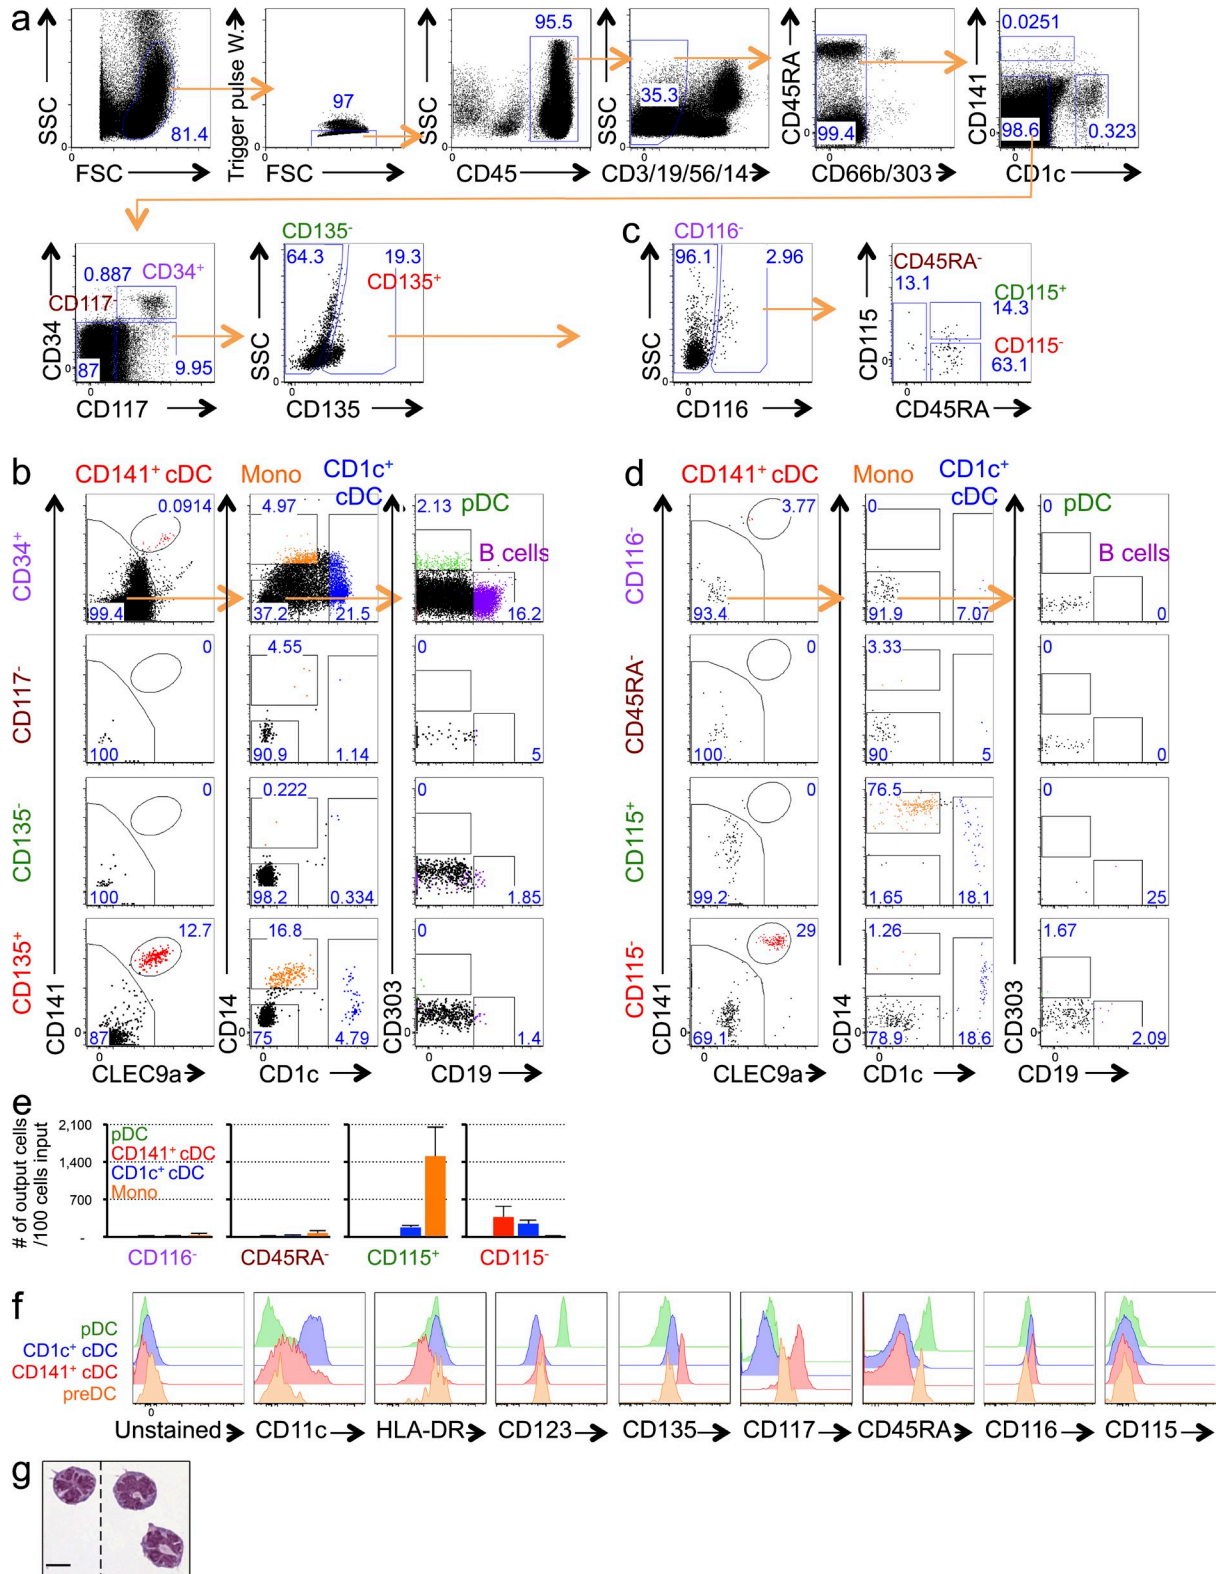 a
SSC
81.4
FSC
Trigger pulse W.
97
FSC
SSC
95.5
CD45
SSC
35.3
CD3/19/56/14
CD45RA
99.4
CD66b/303
CD141
0.0251
98.6
0.323
CD1c
CD34
0.887
CD34⁺
CD117⁻
87
9.95
CD117
SSC
CD135⁻
64.3
19.3
CD135⁺
CD135
c
SSC
CD116⁻
96.1
2.96
CD116
CD115
CD45RA⁻
13.1
CD115⁺
14.3
CD115⁻
63.1
CD45RA
b
CD141⁺ cDC
Mono
CD1c⁺
cDC
pDC
B cells
CD34⁺
0.0914
99.4
4.97
37.2
21.5
2.13
16.2
CD117⁻
0
100
4.55
90.9
1.14
0
5
CD135⁻
0
100
0.222
98.2
0.334
0
1.85
CD135⁺
12.7
87
16.8
75
4.79
0
1.4
CD141
CD14
CD303
0
0
0
CLEC9a
CD1c
CD19
d
CD141⁺ cDC
Mono
CD1c⁺
cDC
pDC
B cells
CD116⁻
3.77
93.4
0
91.9
7.07
0
0
CD45RA⁻
0
100
3.33
90
5
0
0
CD115⁺
0
99.2
76.5
1.65
18.1
0
25
CD115⁻
29
69.1
1.26
78.9
18.6
1.67
2.09
CD141
CD14
CD303
0
0
0
CLEC9a
CD1c
CD19
0
0
0
e
# of output cells
/100 cells input
2,100
1,400
700
-
pDC
CD141⁺ cDC
CD1c⁺ cDC
Mono
CD116⁻
CD45RA⁻
CD115⁺
CD115⁻
f
pDC
CD1c⁺ cDC
CD141⁺ cDC
preDC
0
Unstained
CD11c
HLA-DR
CD123
CD135
CD117
CD45RA
CD116
CD115
g